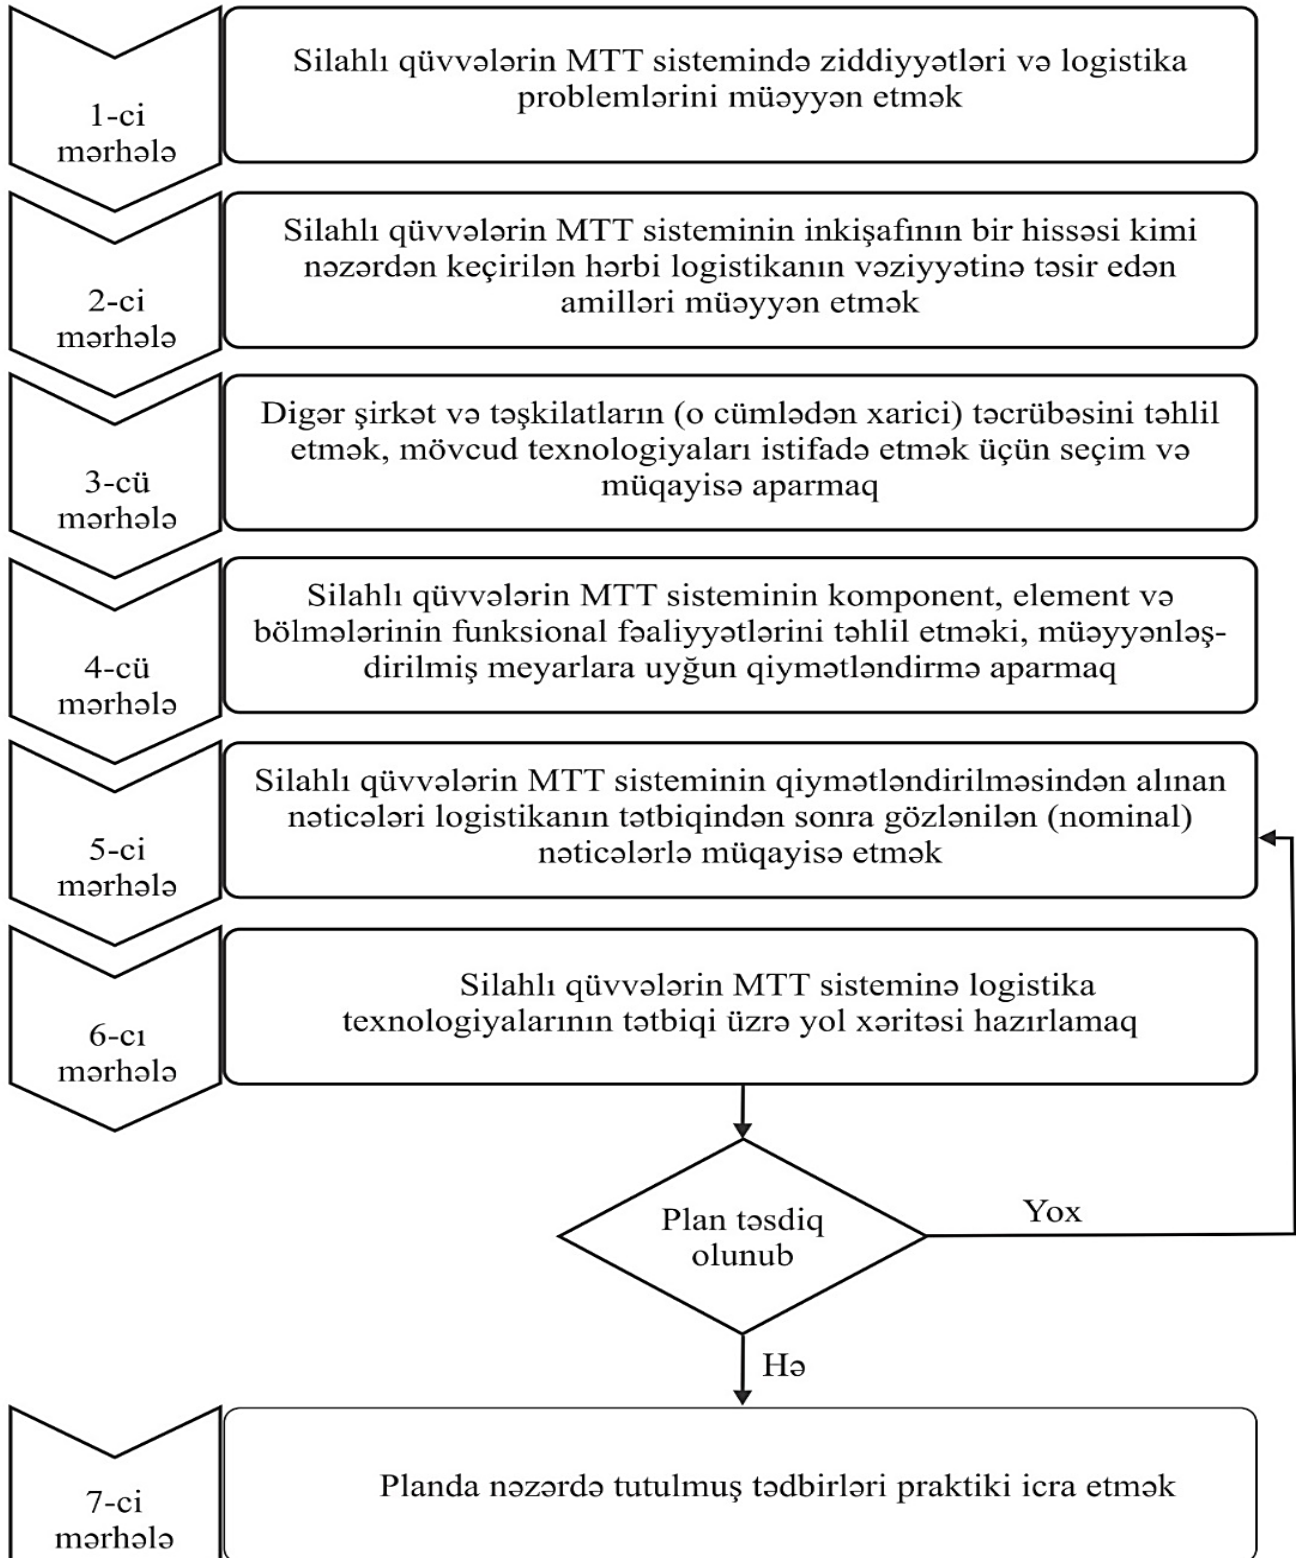 1-ci
mərhələ
Silahlı qüvvələrin MTT sistemində ziddiyyətləri və logistika
problemlərini müəyyən etmək
2-ci
mərhələ
Silahlı qüvvələrin MTT sisteminin inkişafının bir hissəsi kimi
nəzərdən keçirilən hərbi logistikanın vəziyyətinə təsir edən
amilləri müəyyən etmək
3-cü
mərhələ
Digər şirkət və təşkilatların (o cümlədən xarici) təcrübəsini təhlil
etmək, mövcud texnologiyaları istifadə etmək üçün seçim və
müqayisə aparmaq
4-cü
mərhələ
Silahlı qüvvələrin MTT sisteminin komponent, element və
bölmələrinin funksional fəaliyyətlərini təhlil etməki, müəyyənləş-
dirilmiş meyarlara uyğun qiymətləndirmə aparmaq
5-ci
mərhələ
Silahlı qüvvələrin MTT sisteminin qiymətləndirilməsindən alınan
nəticələri logistikanın tətbiqindən sonra gözlənilən (nominal)
nəticələrlə müqayisə etmək
6-cı
mərhələ
Silahlı qüvvələrin MTT sisteminə logistika
texnologiyalarının tətbiqi üzrə yol xəritəsi hazırlamaq
Plan təsdiq
olunub
Yox
Hə
7-ci
mərhələ
Planda nəzərdə tutulmuş tədbirləri praktiki icra etmək